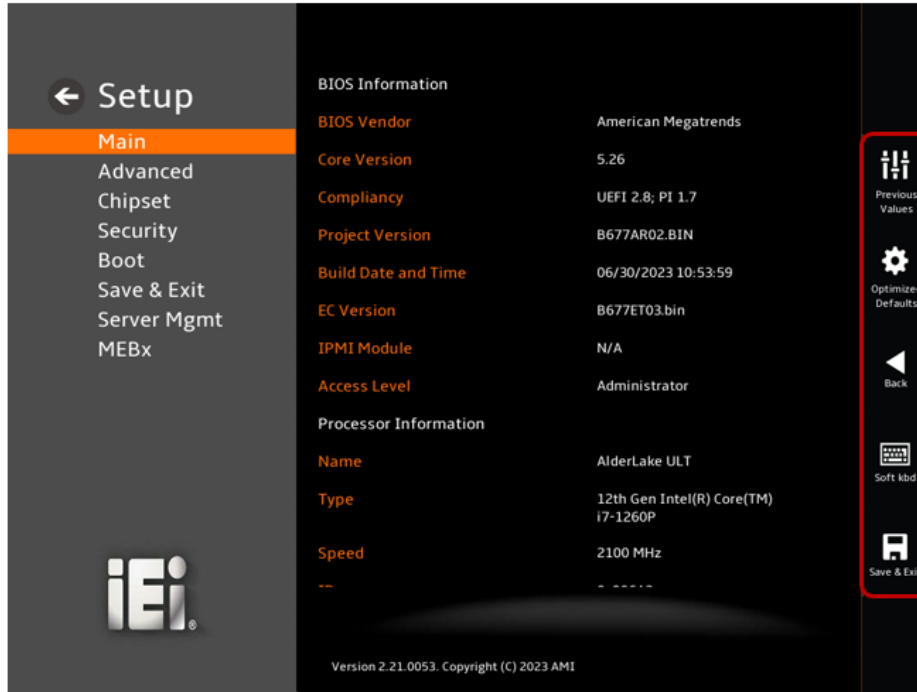 Setup
Main
Advanced
Chipset
Security
Boot
Save & Exit
Server Mgmt
MEBx
iEi®
BIOS Information
BIOS Vendor American Megatrends
Core Version 5.26
Compliancy UEFI 2.8; PI 1.7
Project Version B677AR02.BIN
Build Date and Time 06/30/2023 10:53:59
EC Version B677ET03.bin
IPMI Module N/A
Access Level Administrator
Processor Information
Name AlderLake ULT
Type 12th Gen Intel(R) Core(TM)
i7-1260P
Speed 2100 MHz
Version 2.21.0053. Copyright (C) 2023 AMI
Previous
Values
Optimized
Defaults
Back
Soft kbd
Save & Exi